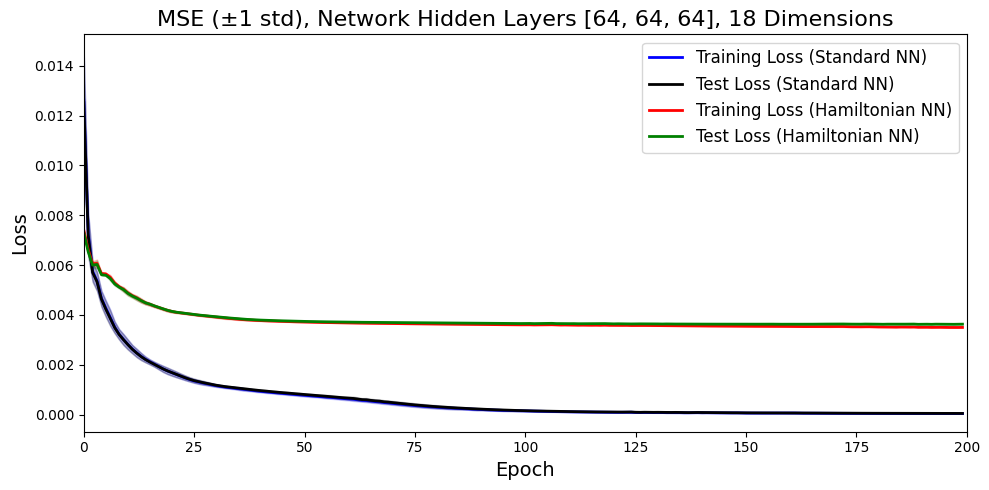 MSE (±1 std), Network Hidden Layers [64, 64, 64], 18 Dimensions
Training Loss (Standard NN)
Test Loss (Standard NN)
Training Loss (Hamiltonian NN)
Test Loss (Hamiltonian NN)
Loss
0.014
0.012
0.010
0.008
0.006
0.004
0.002
0.000
0 25 50 75 100 125 150 175 200
Epoch